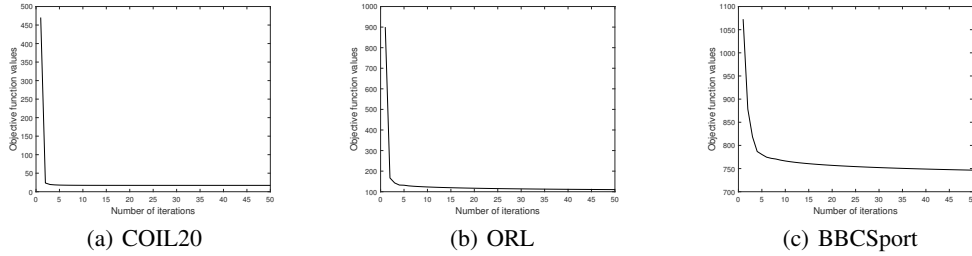 500
450
400
350
300
250
200
150
100
50
0
0 5 10 15 20 25 30 35 40 45 50
Objective function values
Number of iterations
(a) COIL20
1000
900
800
700
600
500
400
300
200
100
0 5 10 15 20 25 30 35 40 45 50
Objective function values
Number of iterations
(b) ORL
1100
1050
1000
950
900
850
800
750
700
0 5 10 15 20 25 30 35 40 45 50
Objective function values
Number of iterations
(c) BBCSport